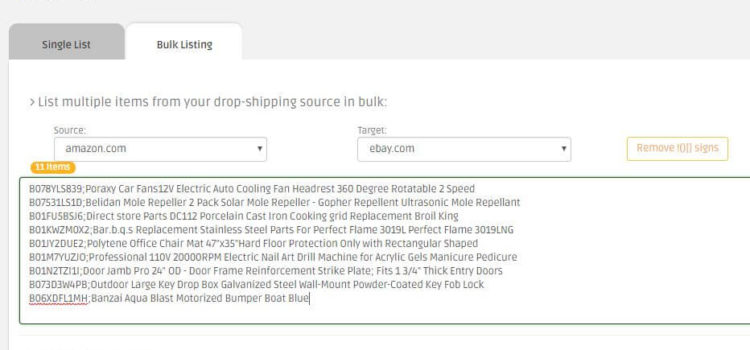 Single List
Bulk Listing
> List multiple items from your drop-shipping source in bulk:
Source:
Target:
amazon.com
ebay.com
Remove !()[] signs
11 Items
B078YLS839;Poraxy Car Fans12V Electric Auto Cooling Fan Headrest 360 Degree Rotatable 2 Speed
B07531LS1D;Belidan Mole Repeller 2 Pack Solar Mole Repeller - Gopher Repellent Ultrasonic Mole Repellant
B01FU5BSJ6;Direct store Parts DC112 Porcelain Cast Iron Cooking grid Replacement Broil King
B01KWZM0X2;Bar.b.q.s Replacement Stainless Steel Parts For Perfect Flame 3019L Perfect Flame 3019LNG
B01JY2DUE2;Polytene Office Chair Mat 47"x35"Hard Floor Protection Only with Rectangular Shaped
B01M7YUZJO;Professional 110V 20000RPM Electric Nail Art Drill Machine for Acrylic Gels Manicure Pedicure
B01N2TZI1J;Door Jamb Pro 24" OD - Door Frame Reinforcement Strike Plate; Fits 1 3/4" Thick Entry Doors
B073D3W4PB;Outdoor Large Key Drop Box Galvanized Steel Wall-Mount Powder-Coated Key Fob Lock
B06XDFL1MH;Banzai Aqua Blast Motorized Bumper Boat Blue